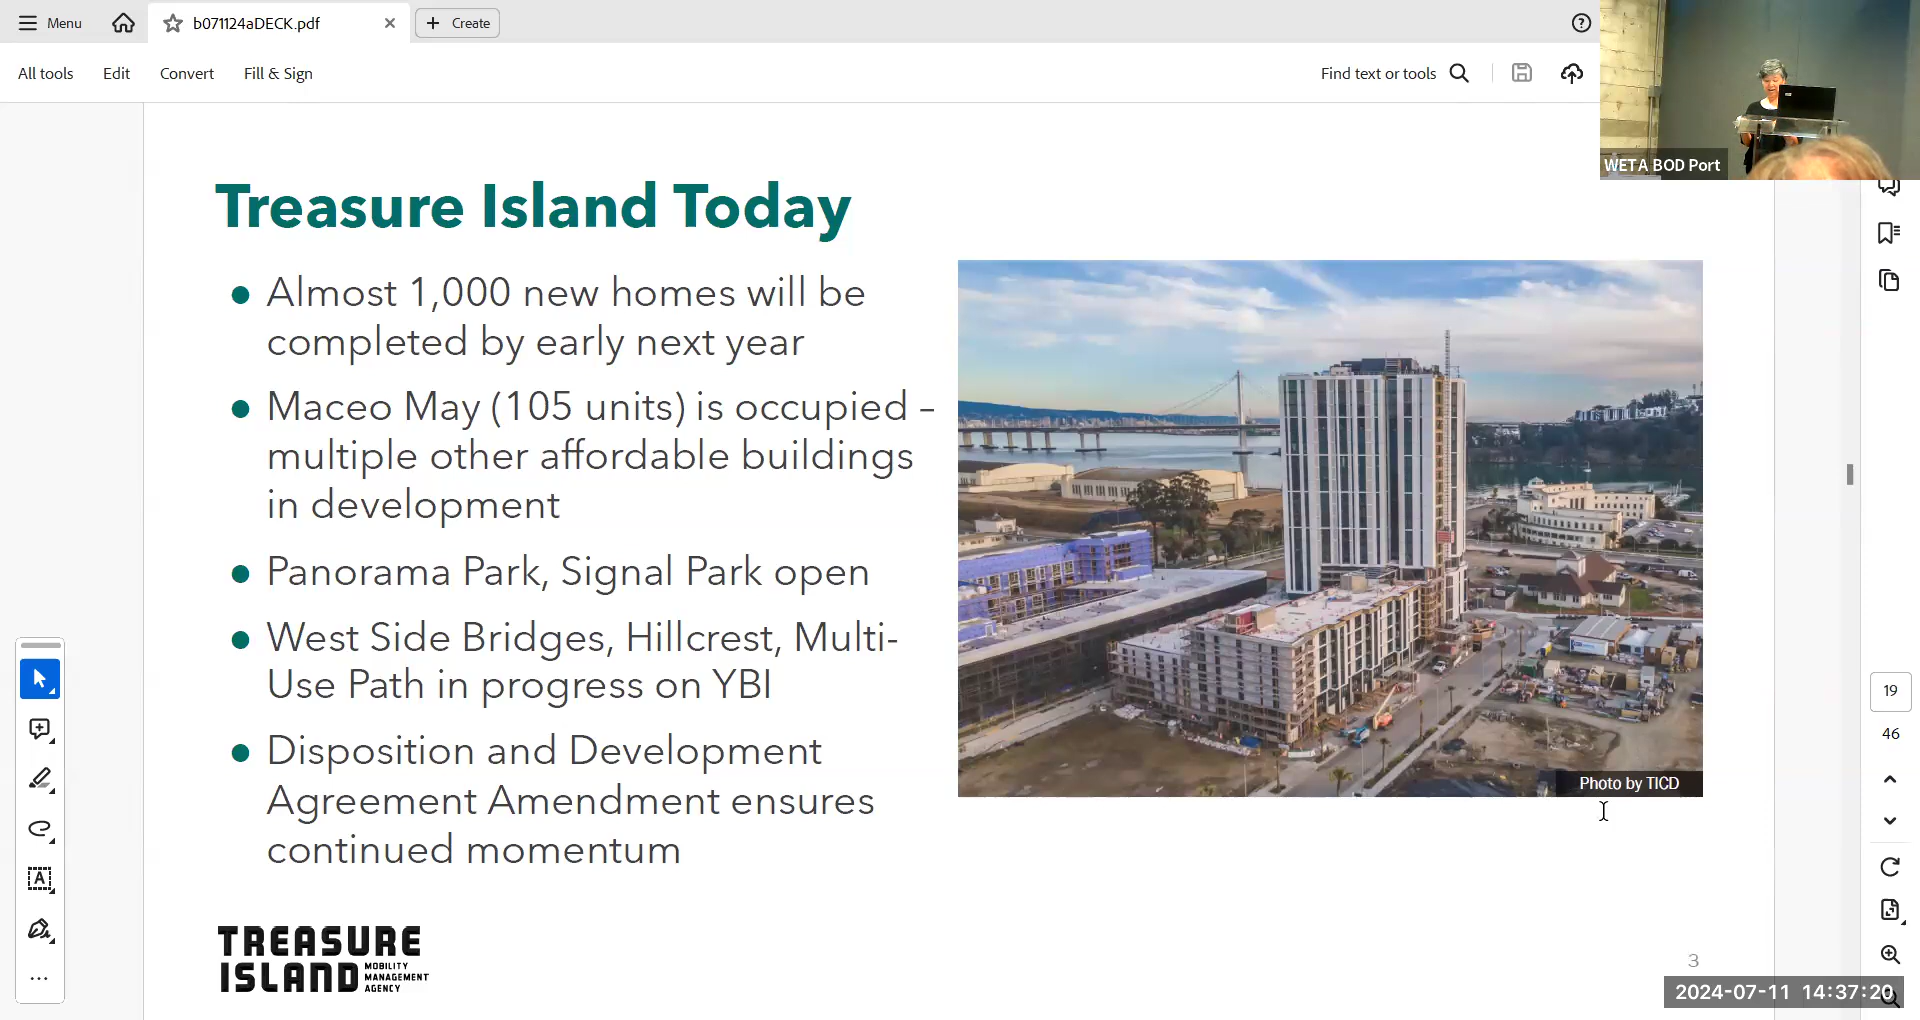 Menu
b071124aDECK.pdf
Create
All tools
Edit
Convert
Fill & Sign
Find text or tools
WETA BOD Port
Treasure Island Today
Almost 1,000 new homes will be
completed by early next year
Maceo May (105 units) is occupied –
multiple other affordable buildings
in development
Panorama Park, Signal Park open
West Side Bridges, Hillcrest, Multi-
Use Path in progress on YBI
Disposition and Development
Agreement Amendment ensures
continued momentum
Photo by TICD
19
46
TREASURE
ISLAND
MOBILITY
MANAGEMENT
AGENCY
3
2024-07-11 14:37:20